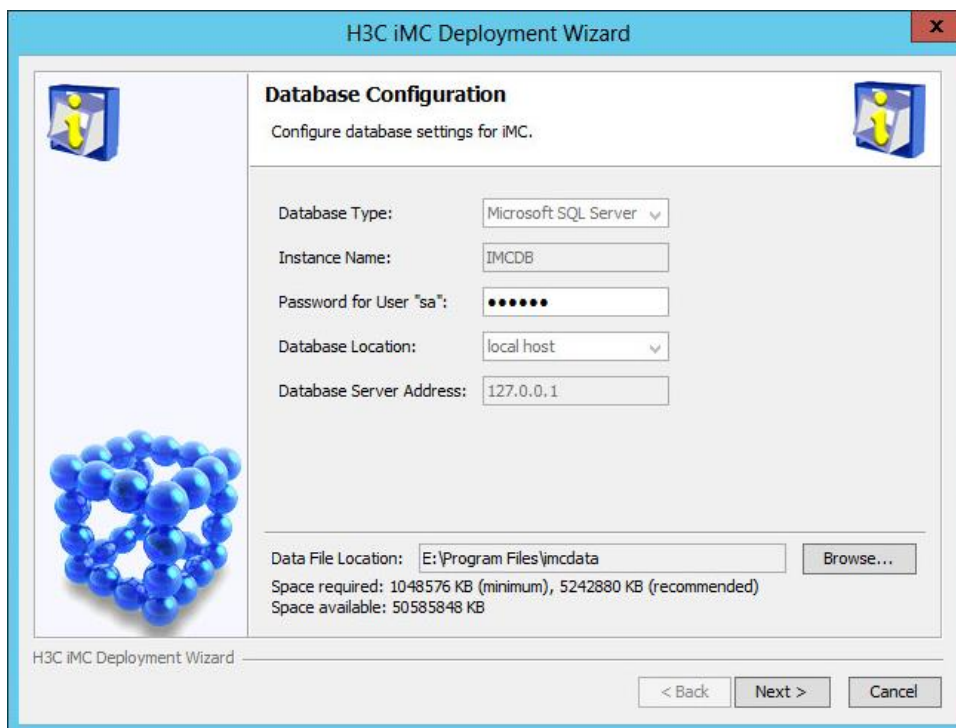 H3C iMC Deployment Wizard
x
Database Configuration
Configure database settings for iMC.
Database Type: Microsoft SQL Server
Instance Name: IMCDB
Password for User "sa": ••••••
Database Location: local host
Database Server Address: 127.0.0.1
Data File Location: E:\Program Files\imcdata Browse...
Space required: 1048576 KB (minimum), 5242880 KB (recommended)
Space available: 50585848 KB
H3C iMC Deployment Wizard
< Back Next > Cancel